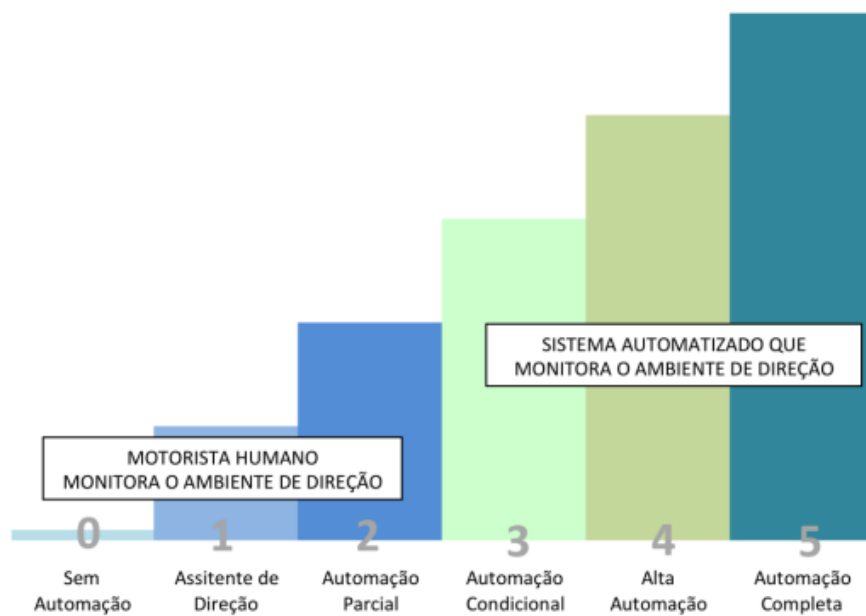 SISTEMA AUTOMATIZADO QUE
MONITORA O AMBIENTE DE DIREÇÃO
MOTORISTA HUMANO
MONITORA O AMBIENTE DE DIREÇÃO
0
1
2
3
4
5
Sem
Automação
Assitente de
Direção
Automação
Parcial
Automação
Condicional
Alta
Automação
Automação
Completa